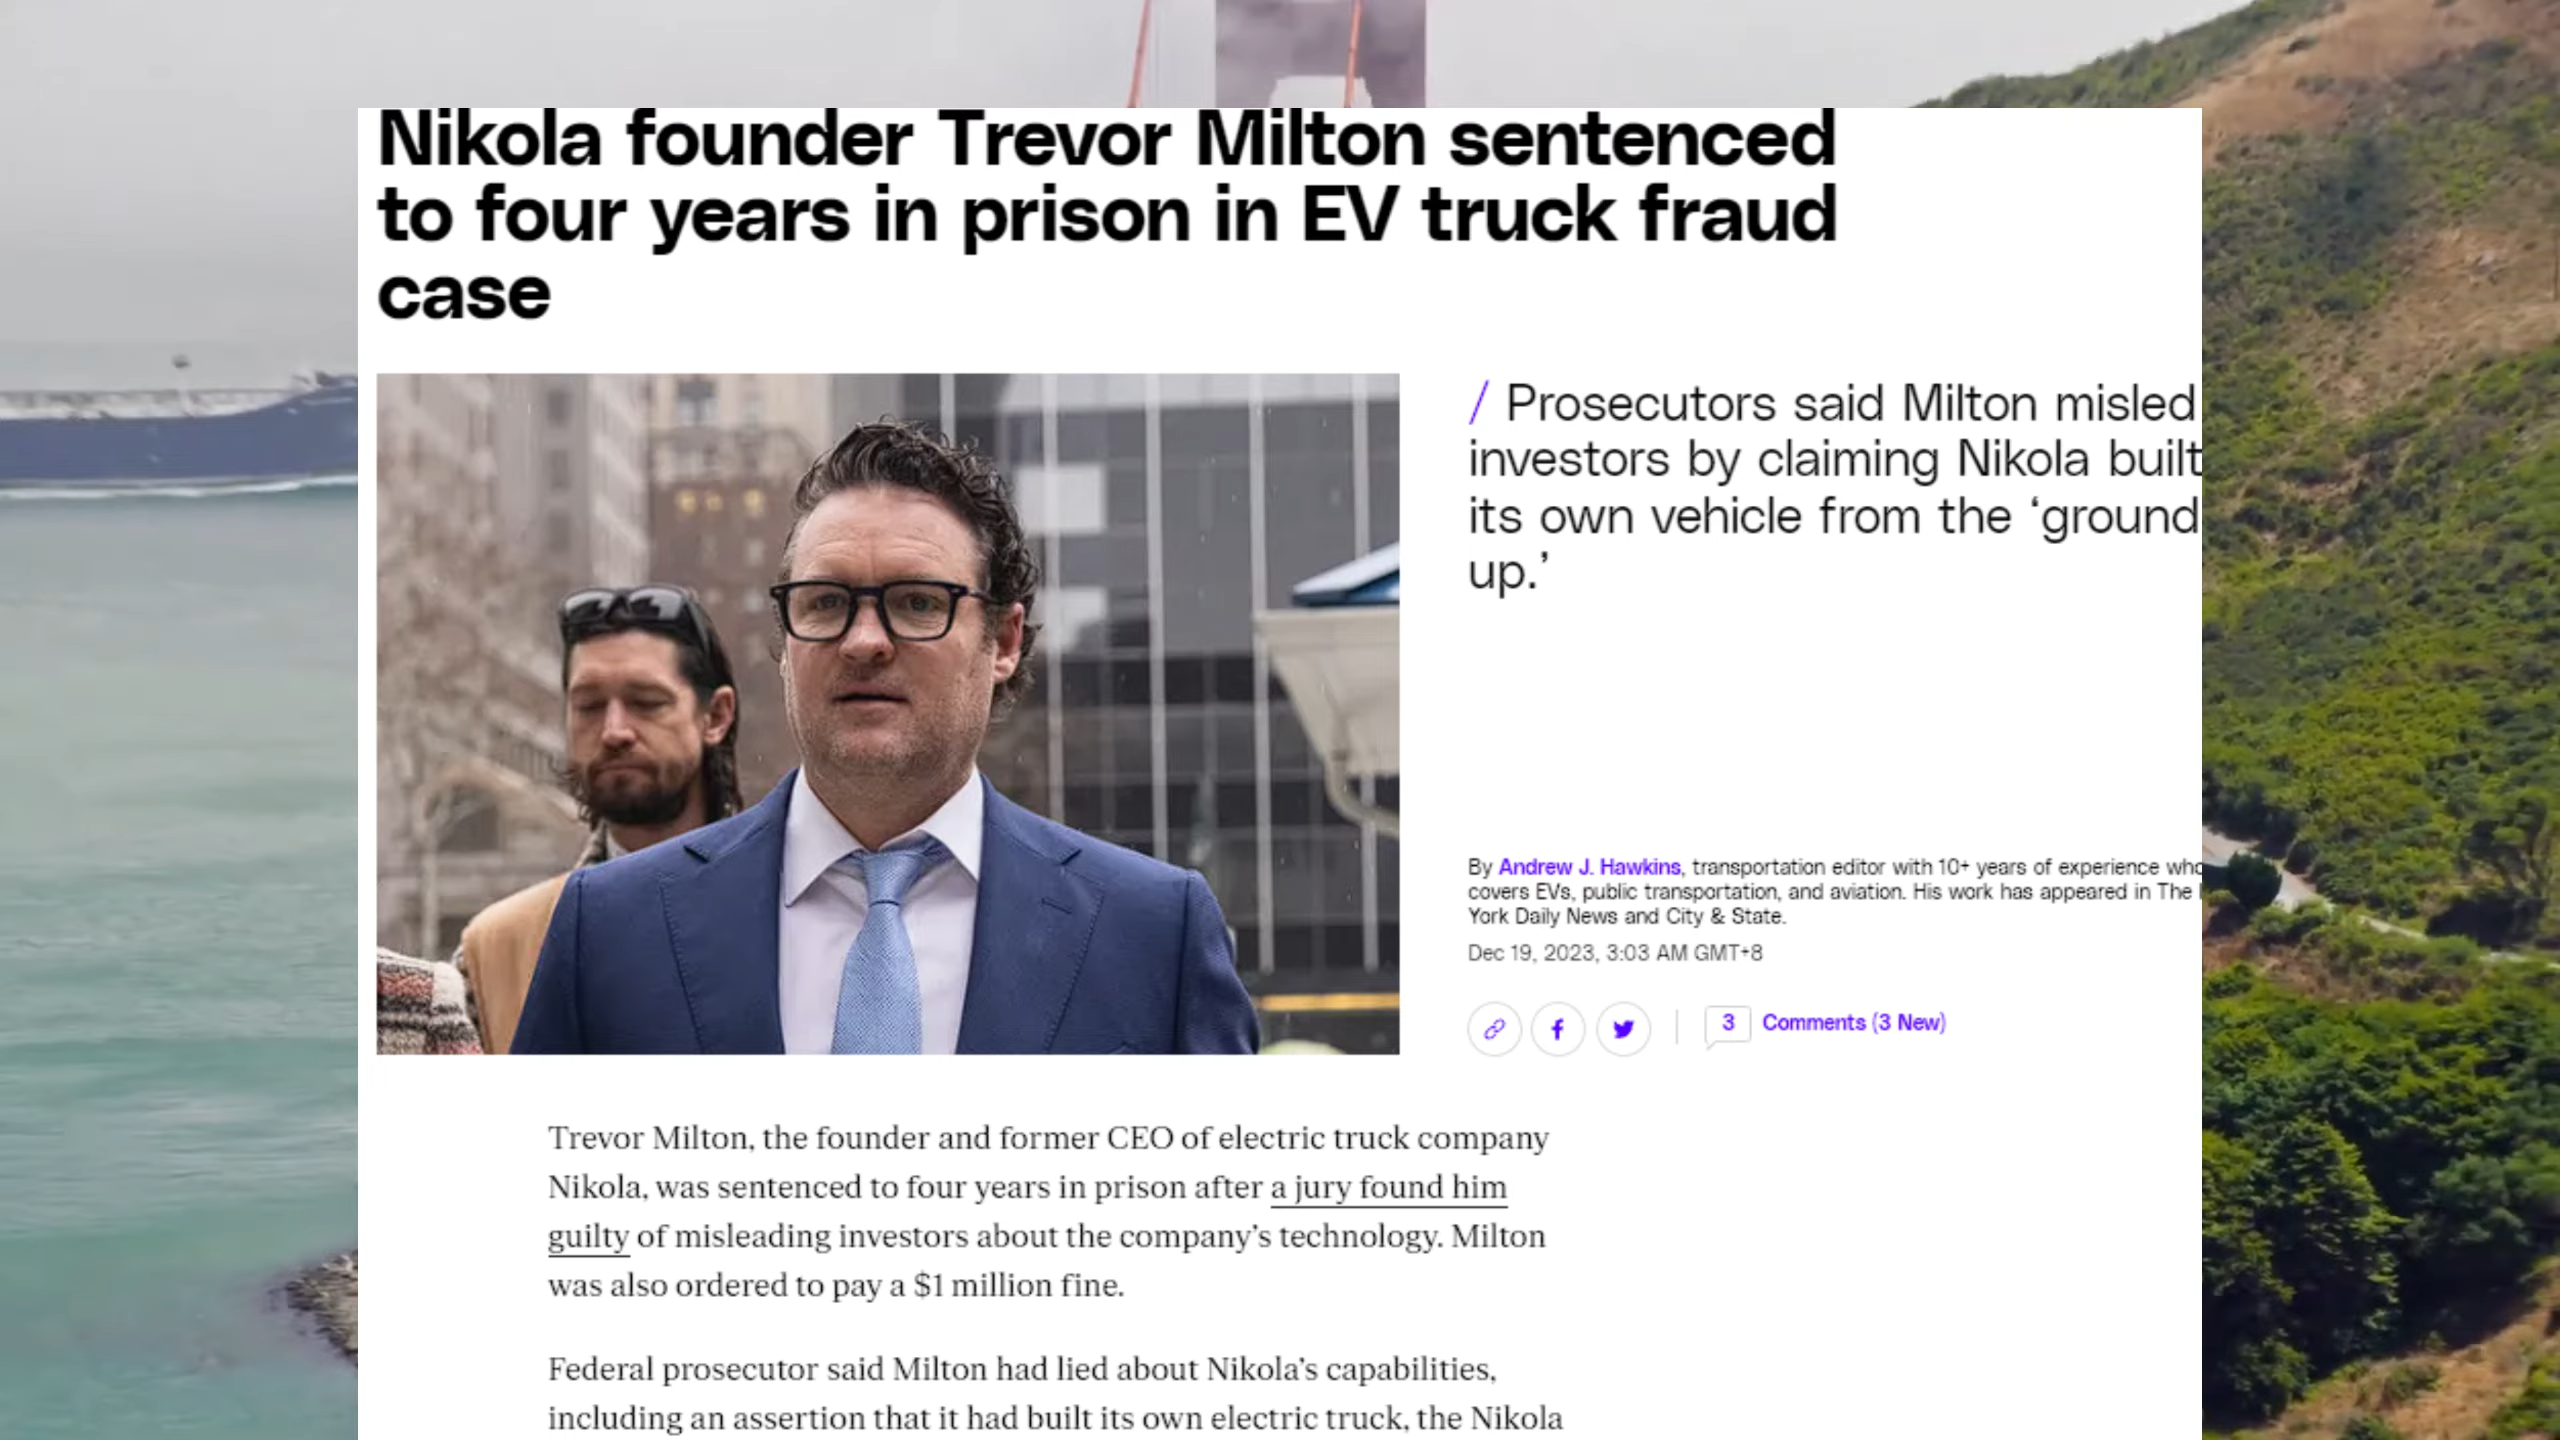 Nikola founder Trevor Milton sentenced
to four years in prison in EV truck fraud
case
/ Prosecutors said Milton misled
investors by claiming Nikola built
its own vehicle from the ‘ground
up.’
By Andrew J. Hawkins, transportation editor with 10+ years of experience who
covers EVs, public transportation, and aviation. His work has appeared in The
York Daily News and City & State.
Dec 19, 2023, 3:03 AM GMT+8
3 Comments (3 New)
Trevor Milton, the founder and former CEO of electric truck company
Nikola, was sentenced to four years in prison after a jury found him
guilty of misleading investors about the company’s technology. Milton
was also ordered to pay a $1 million fine.
Federal prosecutor said Milton had lied about Nikola’s capabilities,
including an assertion that it had built its own electric truck, the Nikola